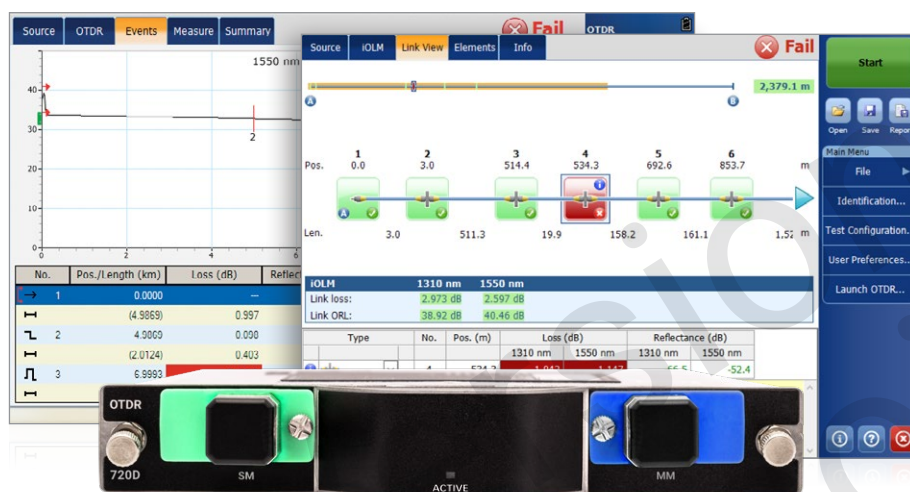 Source OTDR Events Measure Summary
Fail
OTDR
1550 nm
40
30
20
10
0
2
0 2 4 6
No. Pos./Length (km) Loss (dB)
1 0.0000 ---
(4.9869) 0.997
2 4.9869 0.090
(2.0124) 0.403
3 6.9993
Source iOLM Link View Elements Info
Fail
2,379.1 m
A B
1 2 3 4 5 6
Pos. 0.0 3.0 514.4 534.3 692.6 853.7 m
A
Len. 3.0 511.3 19.9 158.2 161.1 m
iOLM 1310 nm 1550 nm
Link loss: 2.973 dB 2.597 dB
Link ORL: 38.92 dB 40.46 dB
Type No. Pos. (m) Loss (dB) Reflectance (dB)
1310 nm 1550 nm 1310 nm 1550 nm
4 534.3 -52.4
Start
Open Save
Main Menu
File
Identification...
Test Configuration.
User Preferences..
Launch OTDR...
OTDR
720D
SM
ACTIVE
MM